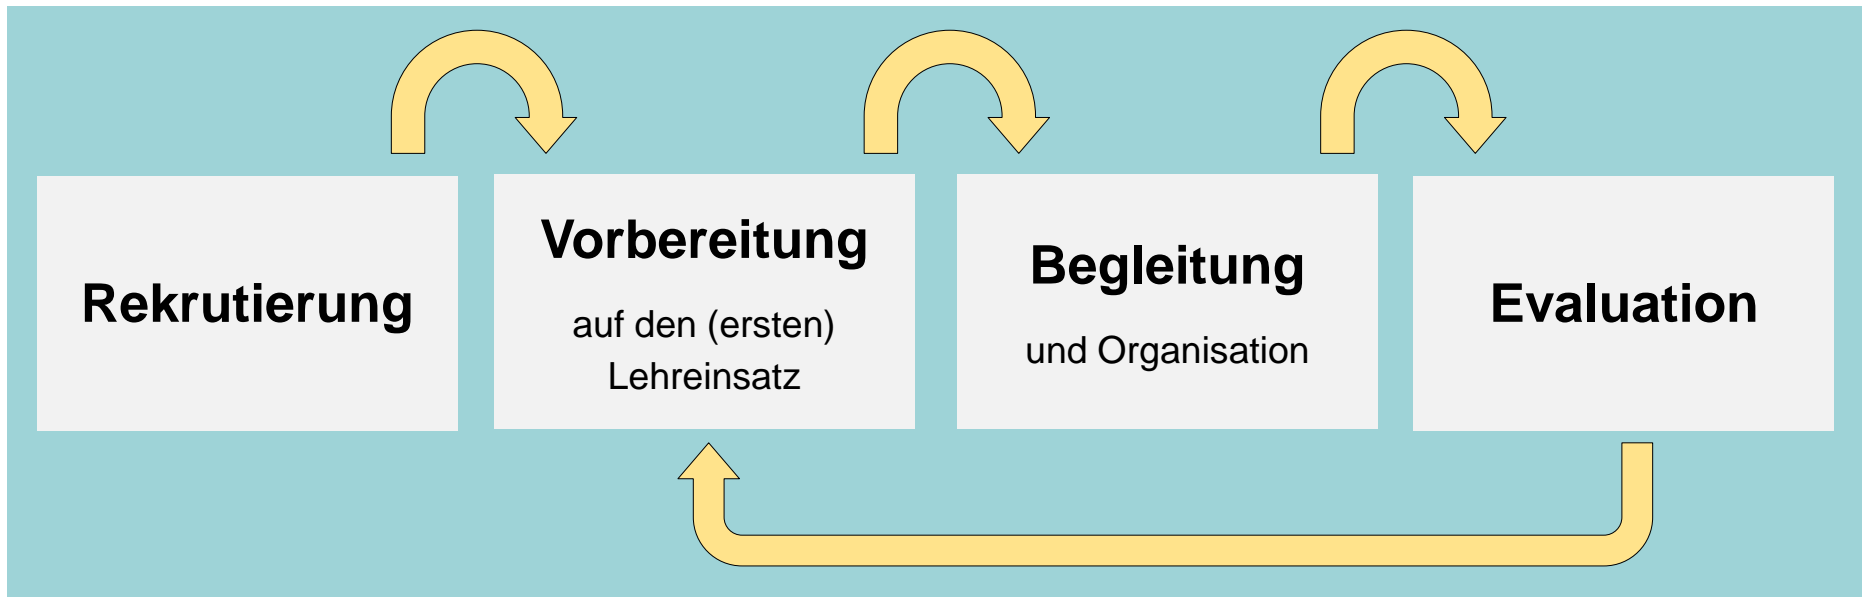 Rekrutierung
Vorbereitung
auf den (ersten)
Lehreinsatz
Begleitung
und Organisation
Evaluation